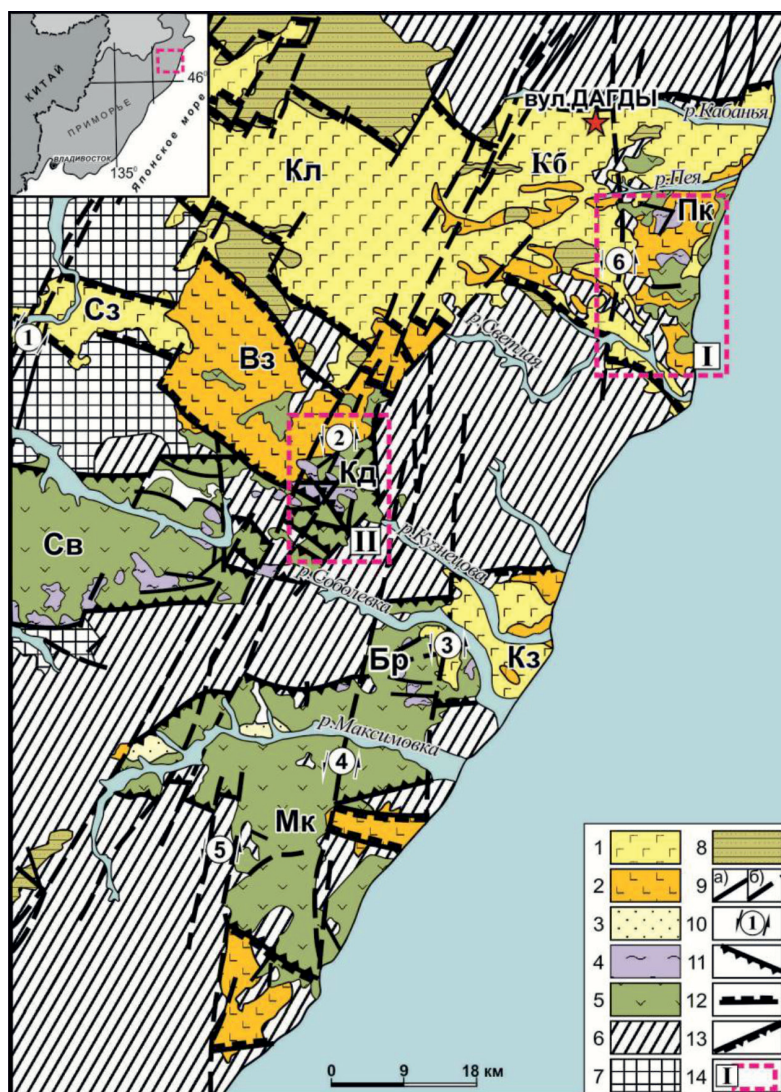 КИТАЙ
46°
ПРИМОРЬЕ
ВЛАДИВОСТОК
135°
Японское море
вул. ДАГДЫ
р.Кабанья
Кл
Кб
р.Пея
Пк
6
Сз
1
р.Светлая
I
Вз
2
Кд
II
Св
р.Кузнецова
р.Соболевка
3
Бр
Кз
р.Максимовка
4
Мк
5
1 8
2 9 а) б)
3 10 1
4 11
5 12
6 13
7 14 I
0 9 18 км